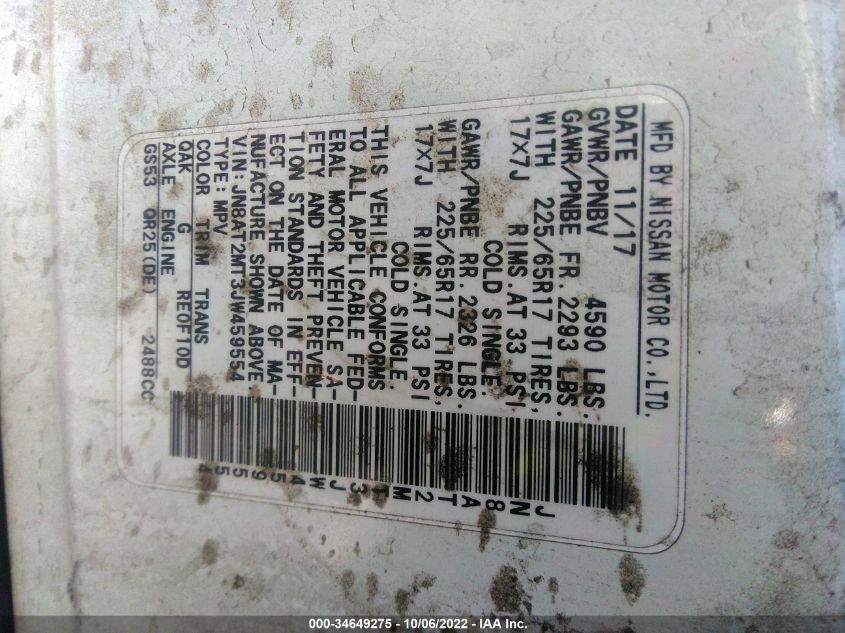 MFD BY NISSAN MOTOR CO.,LTD.
DATE 11/17
GVWR/PNBV 4590 LBS.
GAWR/PNBE FR. 2293 LBS.
WITH 225/65R17 TIRES,
17X7J RIMS.AT 33 PSI
COLD SINGLE.
GAWR/PNBE RR. 2326 LBS.
WITH 225/65R17 TIRES,
17X7J RIMS.AT 33 PSI
COLD SINGLE.
THIS VEHICLE CONFORMS
TO ALL APPLICABLE FED-
ERAL MOTOR VEHICLE SA-
FETY AND THEFT PREVEN-
TION STANDARDS IN EFF-
ECT ON THE DATE OF MA-
NUFACTURE SHOWN ABOVE
VIN: JN8AT2MT3JW459554
TYPE: MPV
COLOR TRIM TRANS
QAK G RE0F10D
AXLE ENGINE
GS53 QR25(DE) 2488CC
JN8AT2MT3JW459554
000-34649275 - 10/06/2022 - IAA Inc.